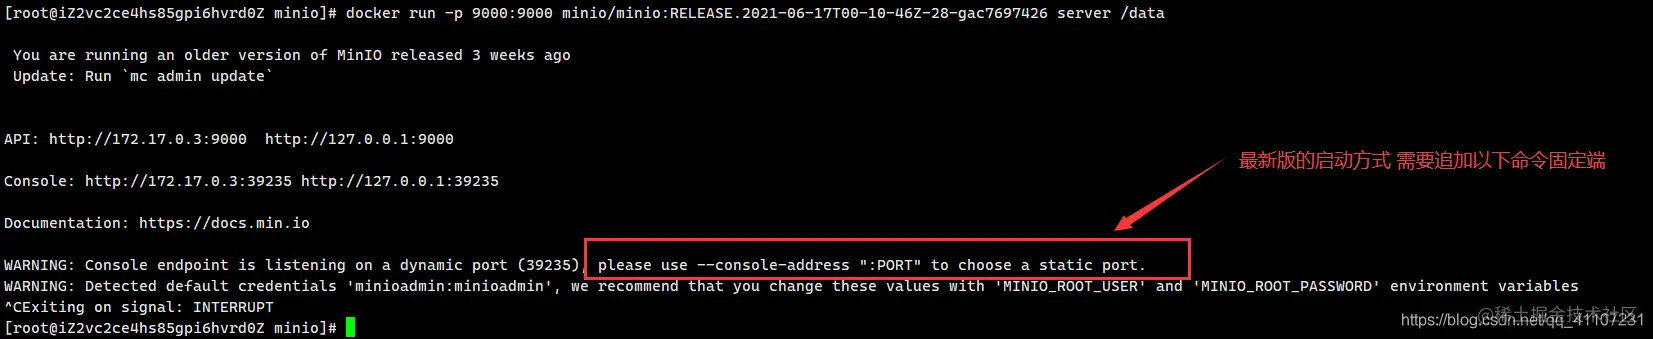 [root@iZ2vc2ce4hs85gpi6hvrd0Z minio]# docker run -p 9000:9000 minio/minio:RELEASE.2021-06-17T00-10-46Z-28-gac7697426 server /data
You are running an older version of MinIO released 3 weeks ago
Update: Run `mc admin update`
API: http://172.17.0.3:9000  http://127.0.0.1:9000
最新版的启动方式 需要追加以下命令固定端
Console: http://172.17.0.3:39235 http://127.0.0.1:39235
Documentation: https://docs.min.io
WARNING: Console endpoint is listening on a dynamic port (39235), please use --console-address ":PORT" to choose a static port.
WARNING: Detected default credentials 'minioadmin:minioadmin', we recommend that you change these values with 'MINIO_ROOT_USER' and 'MINIO_ROOT_PASSWORD' environment variables
^CExiting on signal: INTERRUPT
[root@iZ2vc2ce4hs85gpi6hvrd0Z minio]#
@稀土掘金技术社区
https://blog.csdn.net/qq_41107231